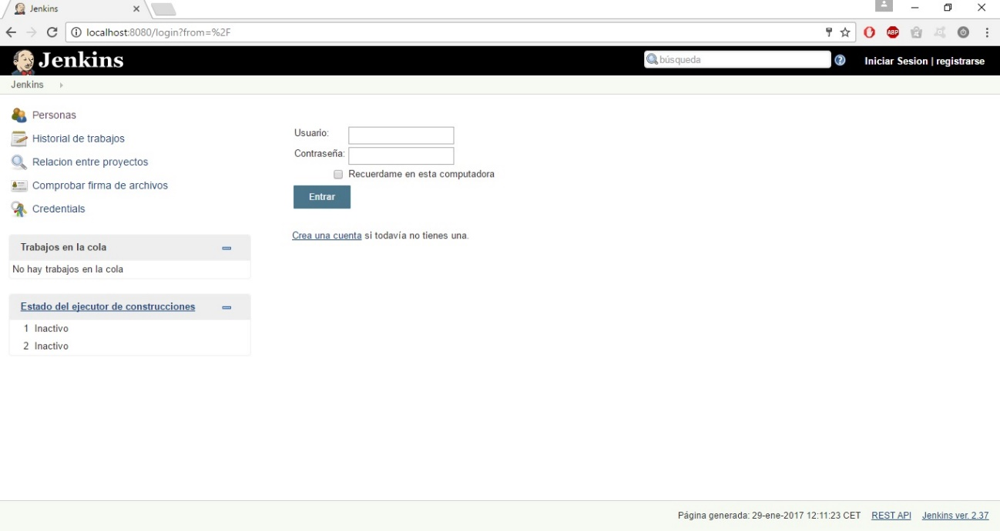 Jenkins
localhost:8080/login?from=%2F
ABP
Jenkins
búsqueda
Iniciar Sesion | registrarse
Jenkins
Personas
Historial de trabajos
Relacion entre proyectos
Comprobar firma de archivos
Credentials
Trabajos en la cola
No hay trabajos en la cola
Estado del ejecutor de construcciones
1 Inactivo
2 Inactivo
Usuario:
Contraseña:
Recuerdame en esta computadora
Entrar
Crea una cuenta si todavía no tienes una.
Página generada: 29-ene-2017 12:11:23 CET REST API Jenkins ver. 2.37